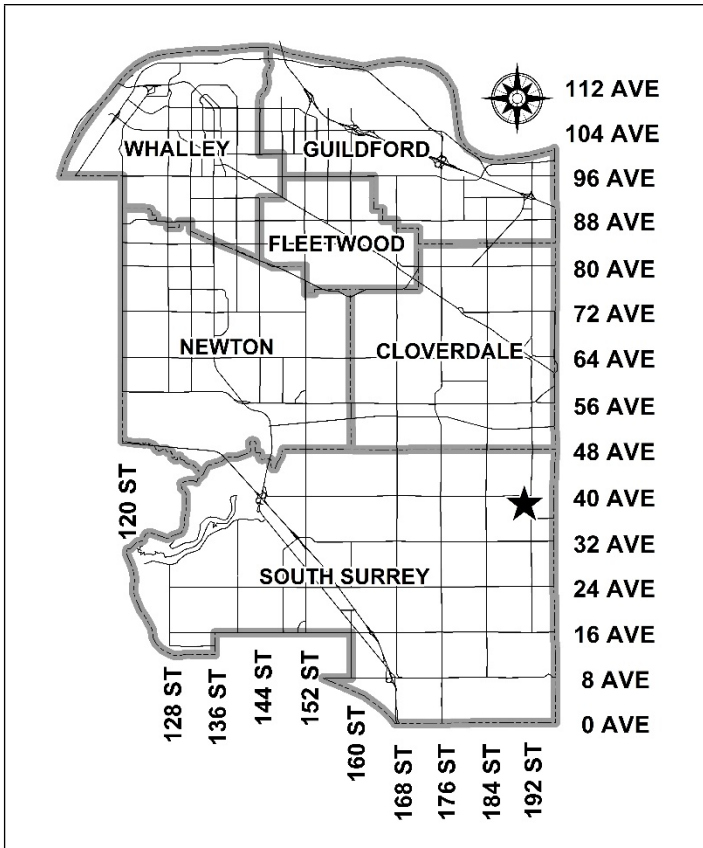 112 AVE
104 AVE
WHALLEY
GUILDFORD
96 AVE
88 AVE
FLEETWOOD
80 AVE
72 AVE
NEWTON
CLOVERDALE
64 AVE
56 AVE
48 AVE
120 ST
40 AVE
32 AVE
SOUTH SURREY
24 AVE
16 AVE
8 AVE
0 AVE
128 ST
136 ST
144 ST
152 ST
160 ST
168 ST
176 ST
184 ST
192 ST